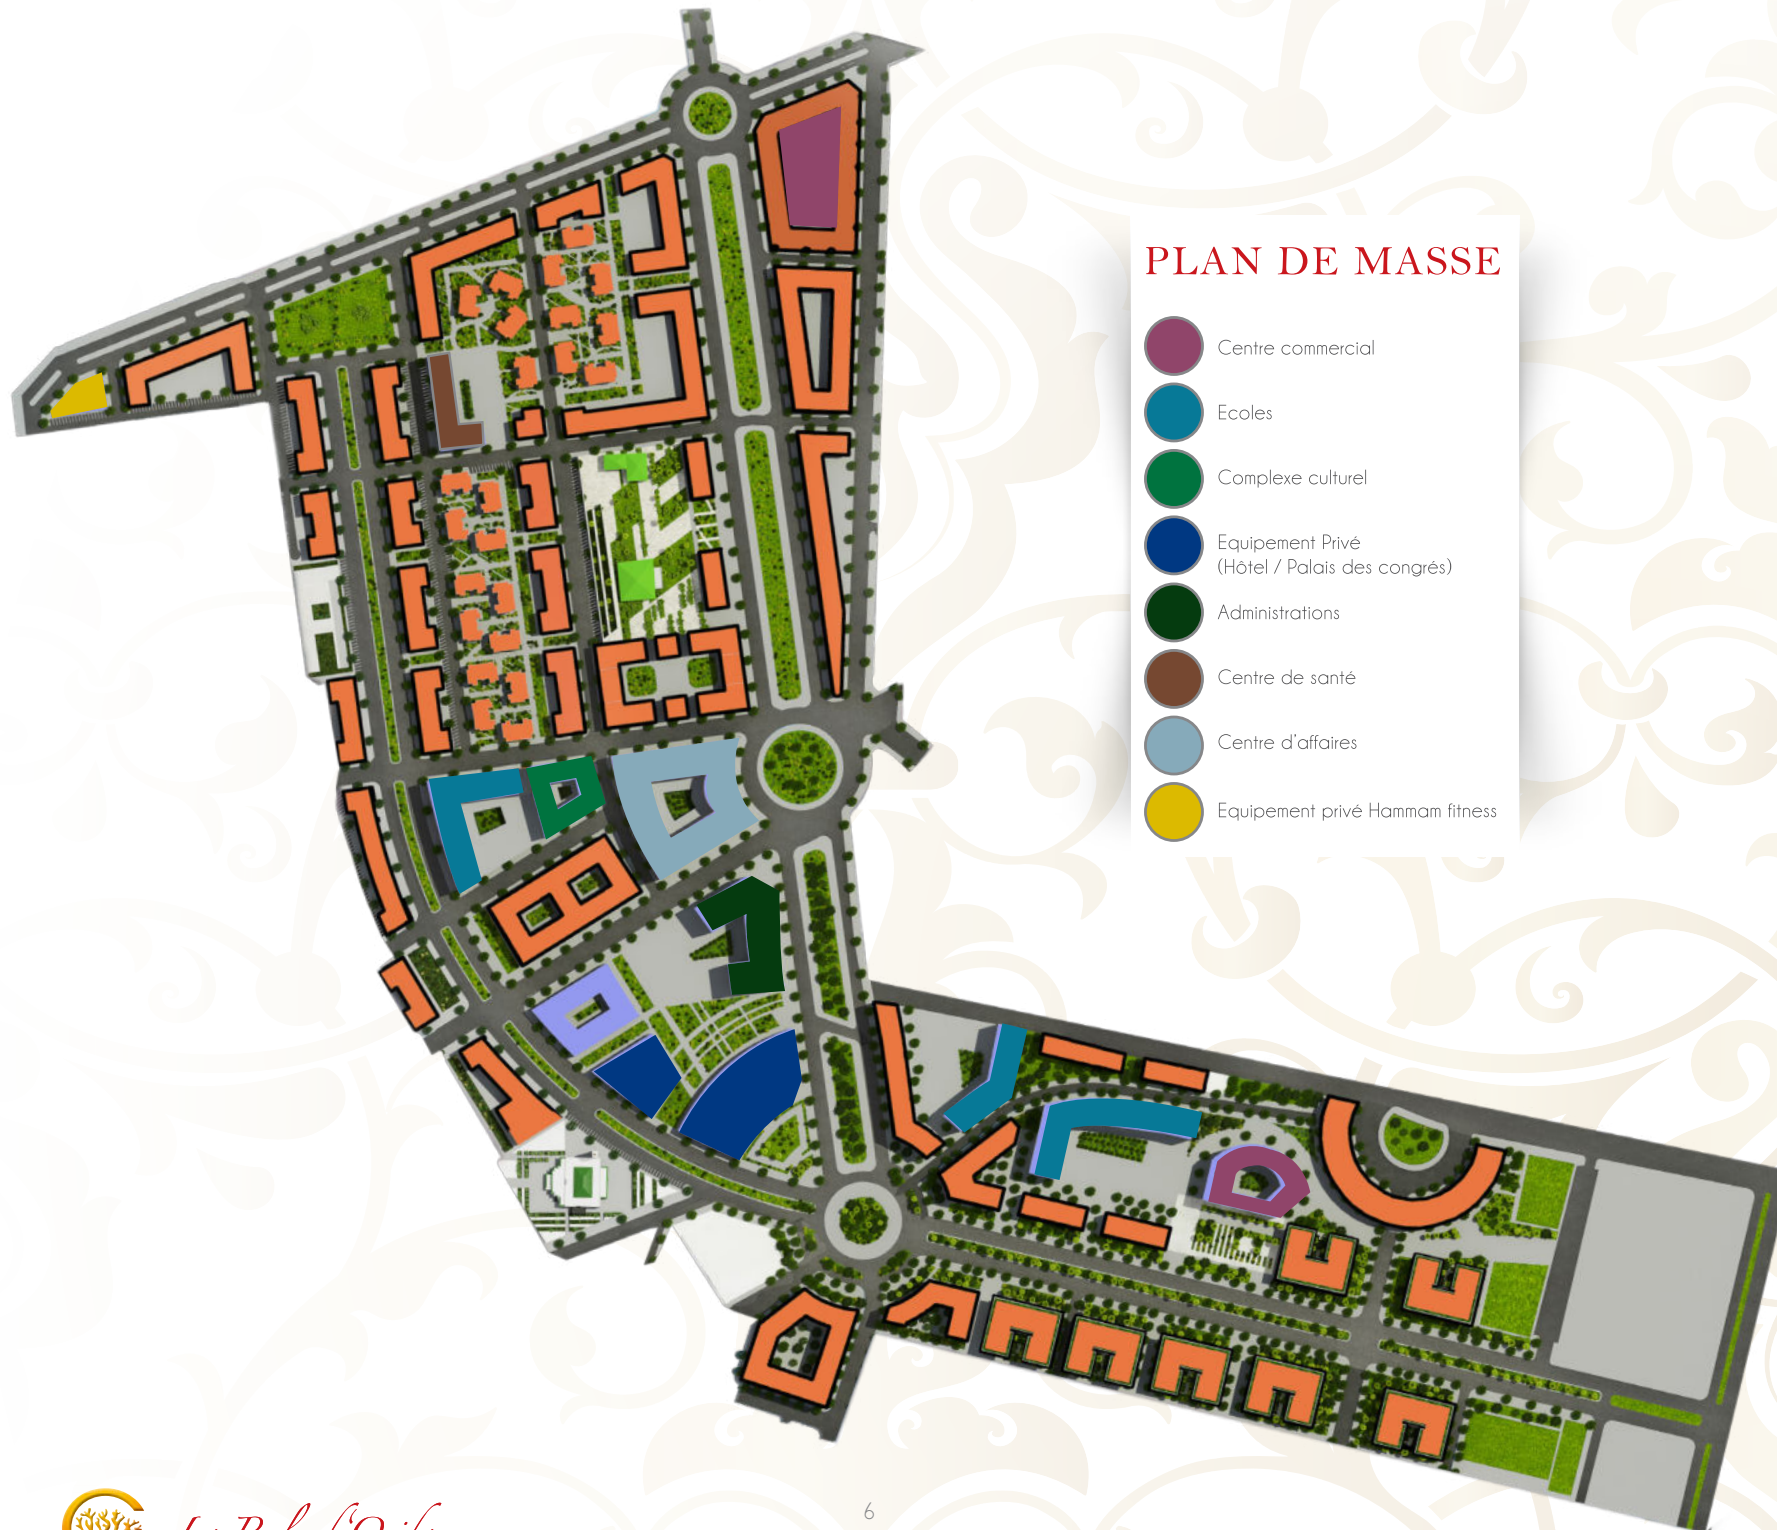 PLAN DE MASSE
Centre commercial
Ecoles
Complexe culturel
Equipement Privé
(Hôtel / Palais des congrés)
Administrations
Centre de santé
Centre d'affaires
Equipement privé Hammam fitness
6